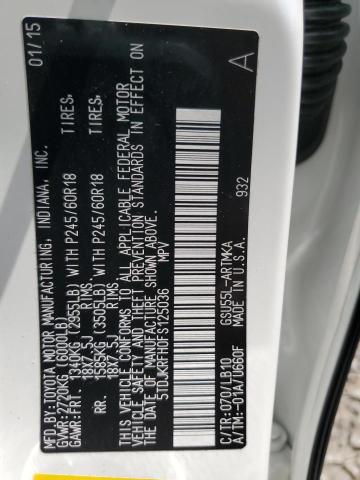 MFD.BY:TOYOTA MOTOR MANUFACTURING, INDIANA, INC. 01/15
GVWR:2720KG (6000LB)
GAWR:FRT. 1340KG (2955LB) WITH P245/60R18 TIRES,
18X7.5J RIMS
RR. 1585KG (3505LB) WITH P245/60R18 TIRES,
18X7.5J RIMS
THIS VEHICLE CONFORMS TO ALL APPLICABLE FEDERAL MOTOR
VEHICLE SAFETY AND THEFT PREVENTION STANDARDS IN EFFECT
ON THE DATE OF MANUFACTURE SHOWN ABOVE.
5TDJKRFH0FS125036 MPV
C/TR:070/LB10 GSU55L-ARTMKA
A/TM:-01A/U660F MADE IN U.S.A. 932
A